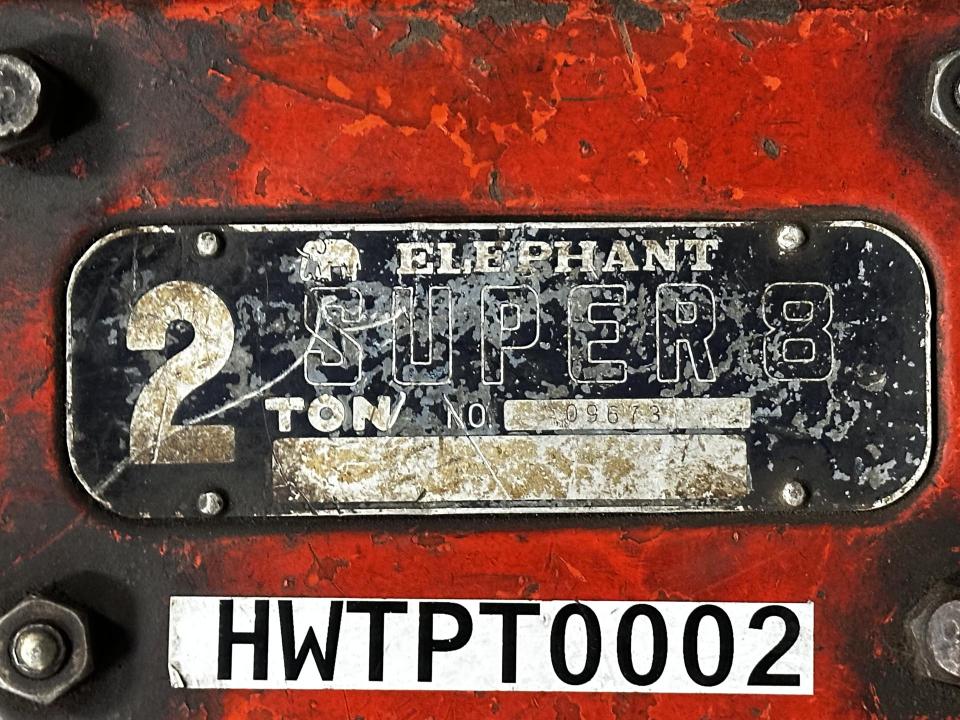 ELEPHANT
2 SUPER 8
TON NO 09673
HWTPT0002